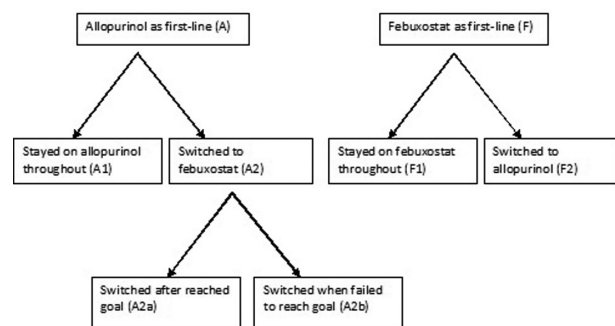 Allopurinol as first-line (A)
Febuxostat as first-line (F)
Stayed on allopurinol
throughout (A1)
Switched to
febuxostat (A2)
Stayed on febuxostat
throughout (F1)
Switched to
allopurinol (F2)
Switched after reached
goal (A2a)
Switched when failed
to reach goal (A2b)